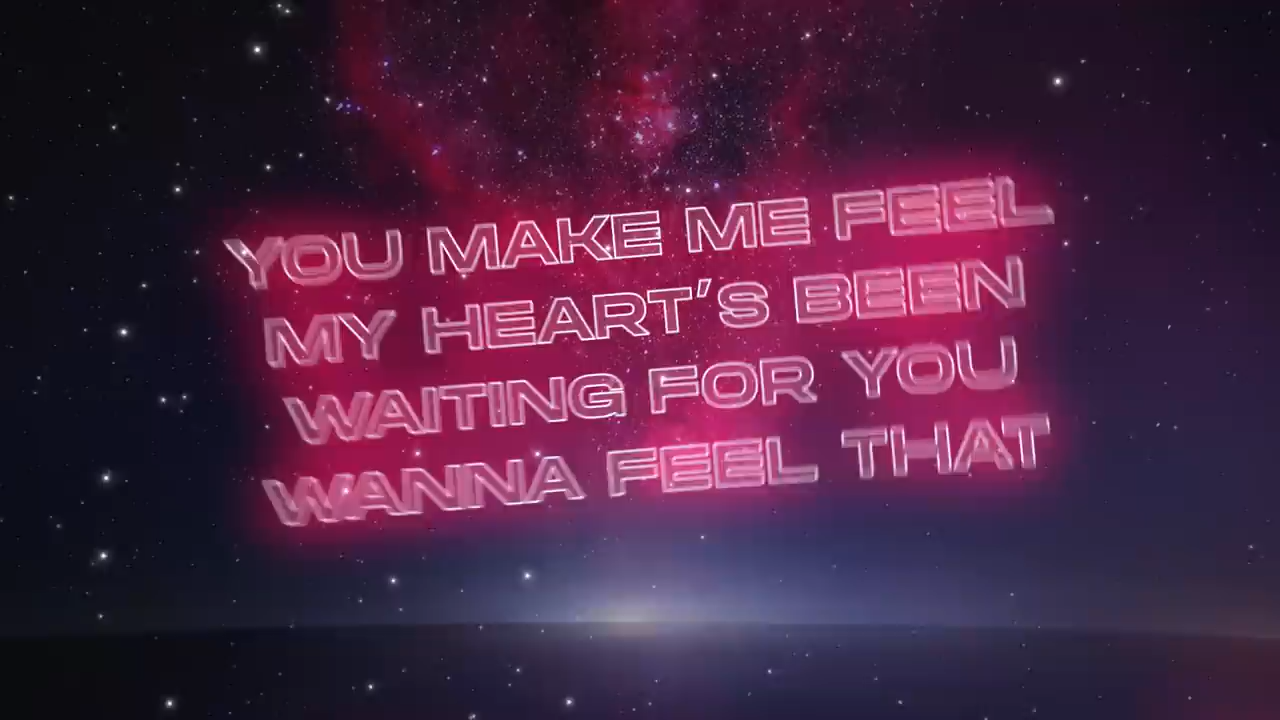 YOU MAKE ME FEEL
MY HEART'S BEEN
WAITING FOR YOU
WANNA FEEL THAT